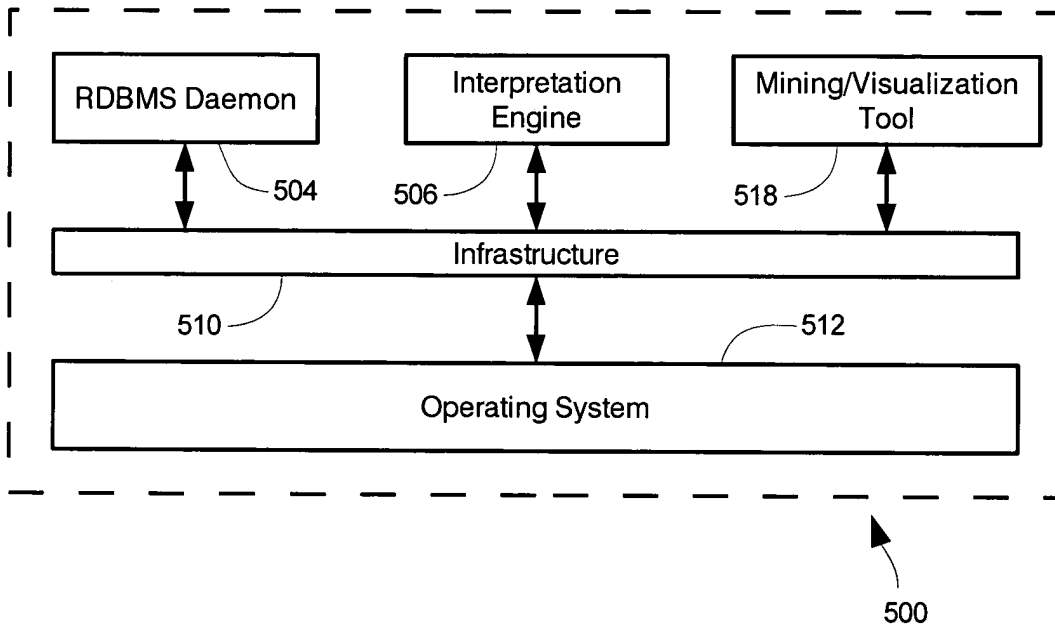 RDBMS Daemon
Interpretation
Engine
Mining/Visualization
Tool
504
506
518
Infrastructure
510
512
Operating System
500